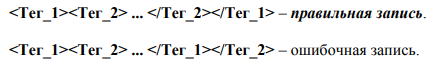 <Тег_1><Тег_2> ... </Тег_2></Тег_1> – правильная запись.
<Тег_1><Тег_2> ... </Тег_1></Тег_2> – ошибочная запись.